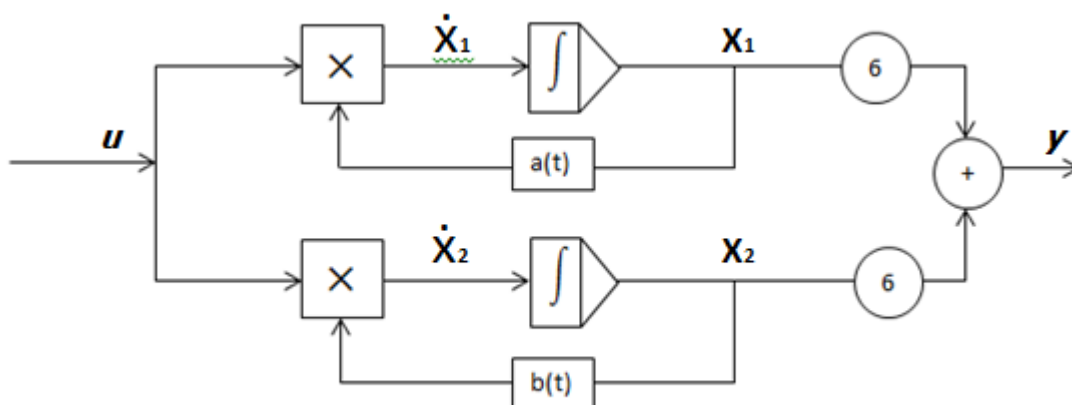 Ẋ1
X1
×
∫
6
a(t)
u
y
+
Ẋ2
X2
×
∫
6
b(t)